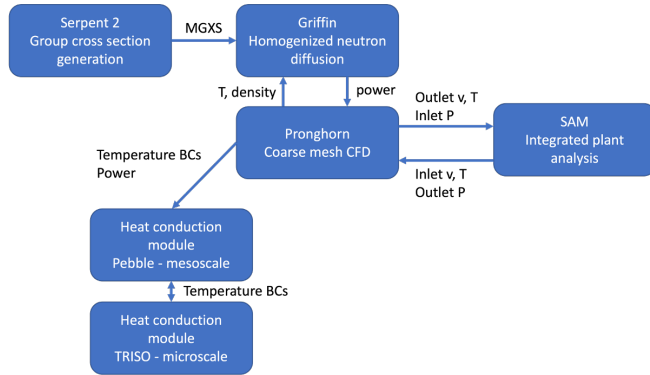 Serpent 2
Group cross section
generation
MGXS
Griffin
Homogenized neutron
diffusion
T, density
power
Pronghorn
Coarse mesh CFD
Outlet v, T
Inlet P
SAM
Integrated plant
analysis
Inlet v, T
Outlet P
Temperature BCs
Power
Heat conduction
module
Pebble - mesoscale
Temperature BCs
Heat conduction
module
TRISO - microscale